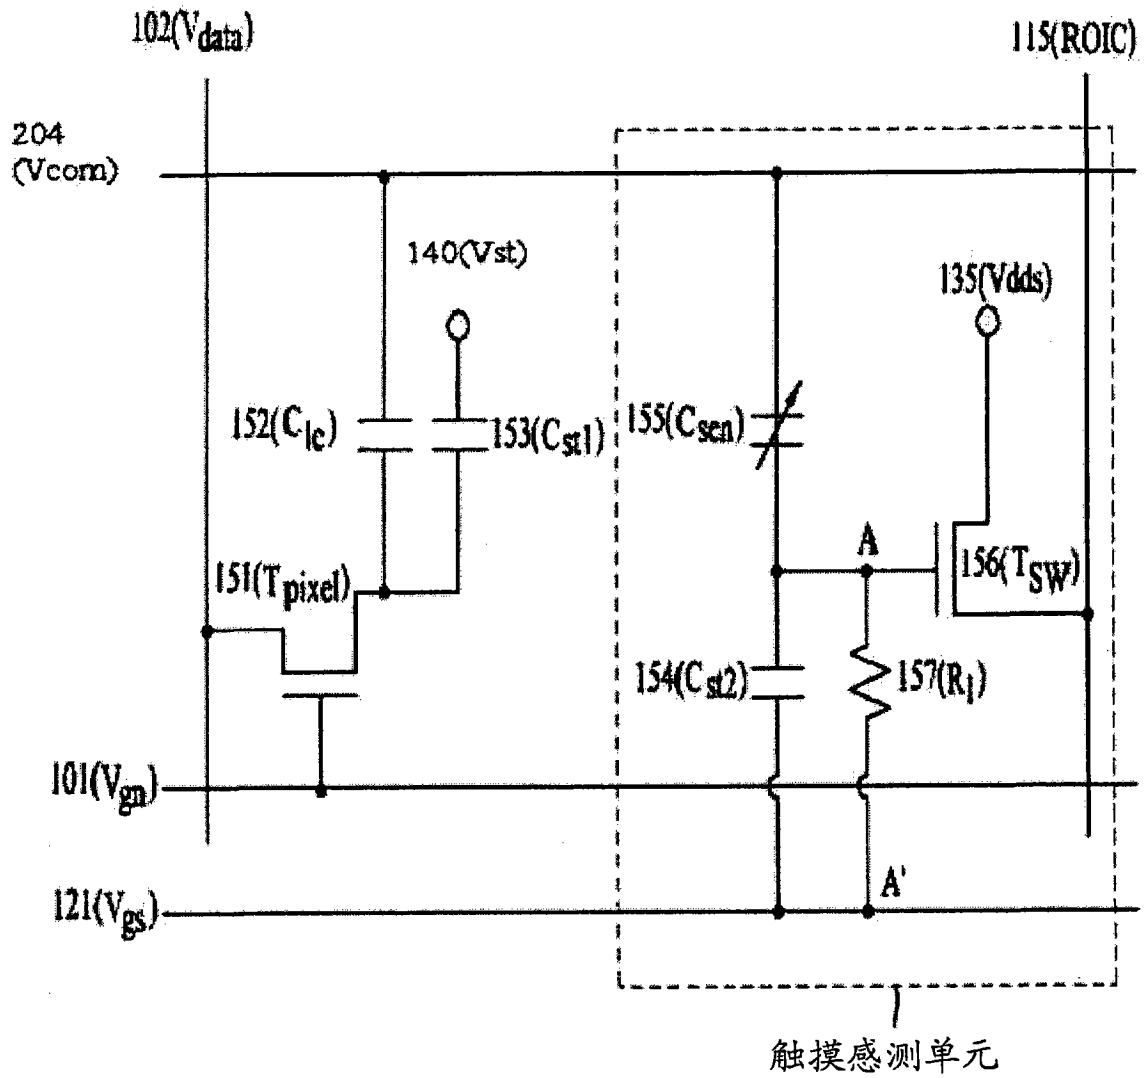 102(Vdata)
115(ROIC)
204
(Vcom)
140(Vst)
135(Vdds)
152(Clc)
153(Cst1)
155(Csen)
A
151(Tpixel)
156(TSW)
154(Cst2)
157(R1)
101(Vgn)
121(Vgs)
A'
触摸感测单元